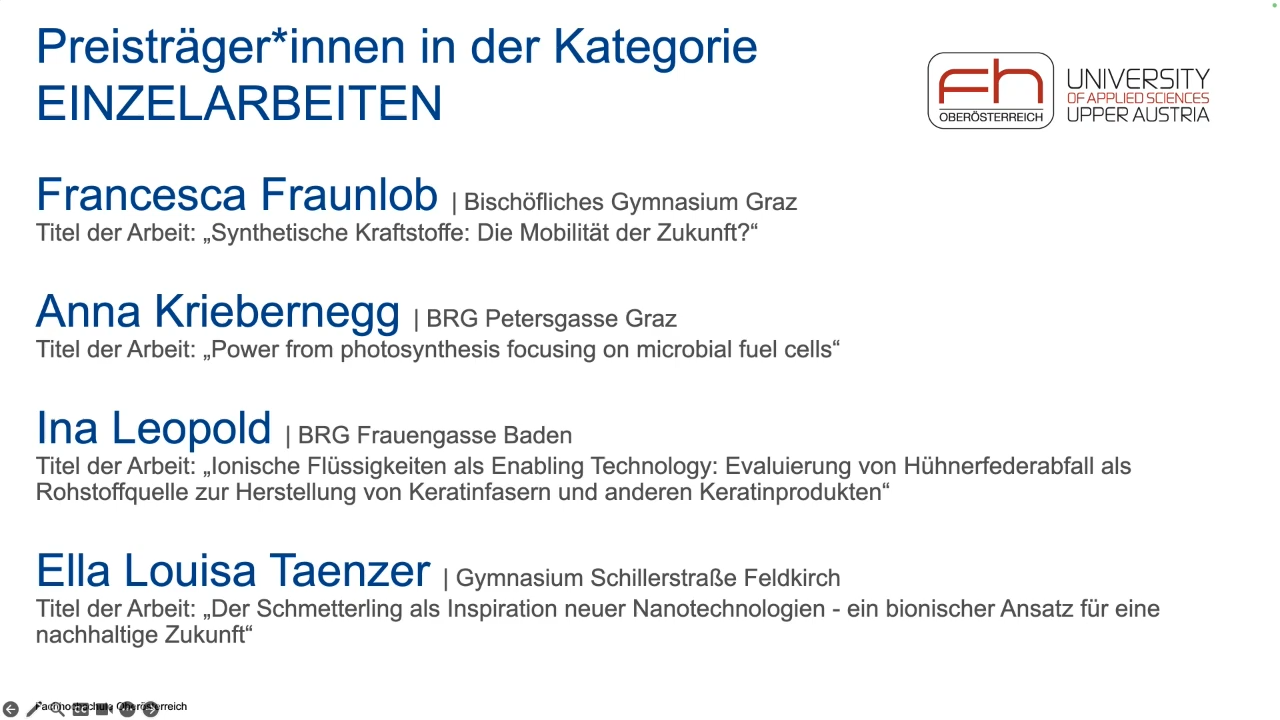 Preisträger*innen in der Kategorie
EINZELARBEITEN
fh
OBERÖSTERREICH
UNIVERSITY
OF APPLIED SCIENCES
UPPER AUSTRIA
Francesca Fraunlob | Bischöfliches Gymnasium Graz
Titel der Arbeit: „Synthetische Kraftstoffe: Die Mobilität der Zukunft?“
Anna Kriebernegg | BRG Petersgasse Graz
Titel der Arbeit: „Power from photosynthesis focusing on microbial fuel cells“
Ina Leopold | BRG Frauengasse Baden
Titel der Arbeit: „Ionische Flüssigkeiten als Enabling Technology: Evaluierung von Hühnerfederabfall als
Rohstoffquelle zur Herstellung von Keratinfasern und anderen Keratinprodukten“
Ella Louisa Taenzer | Gymnasium Schillerstraße Feldkirch
Titel der Arbeit: „Der Schmetterling als Inspiration neuer Nanotechnologien - ein bionischer Ansatz für eine
nachhaltige Zukunft“
Fachhochschule Oberösterreich